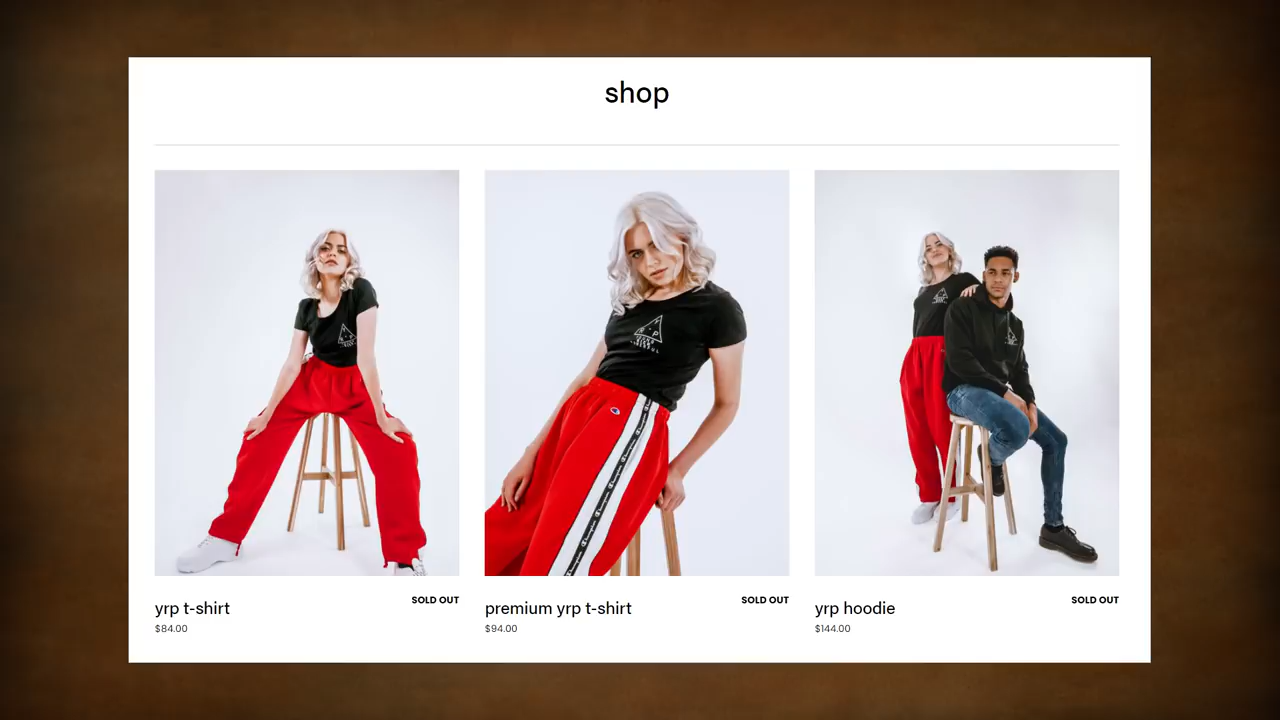 shop
SOLD OUT
yrp t-shirt
$84.00
SOLD OUT
premium yrp t-shirt
$94.00
SOLD OUT
yrp hoodie
$144.00